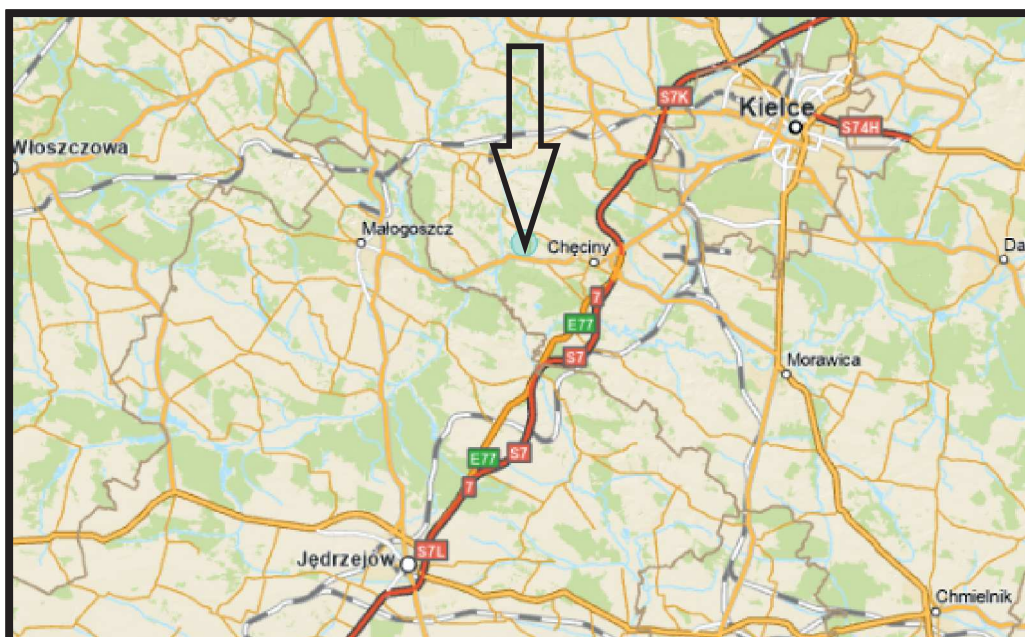 S7K
Kielce
S74H
Włoszczowa
Małogoszcz
Chęciny
Da
7
E77
S7
Morawica
S7
E77
7
S7L
Jędrzejów
Chmielnik